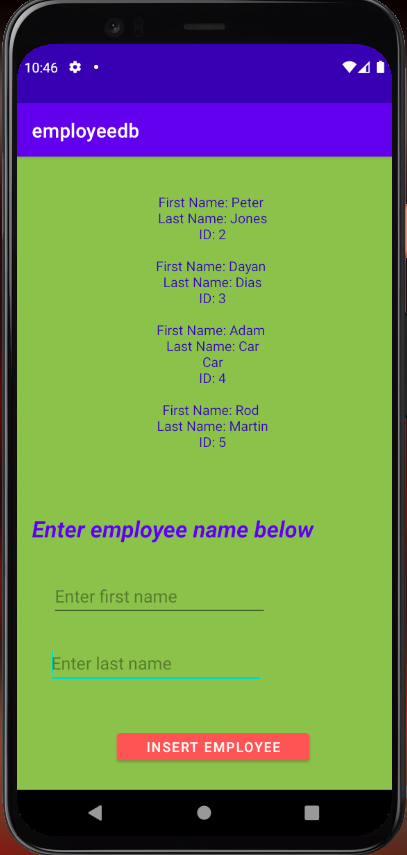 10:46
employeedb
First Name: Peter
Last Name: Jones
ID: 2
First Name: Dayan
Last Name: Dias
ID: 3
First Name: Adam
Last Name: Car
Car
ID: 4
First Name: Rod
Last Name: Martin
ID: 5
Enter employee name below
Enter first name
Enter last name
INSERT EMPLOYEE